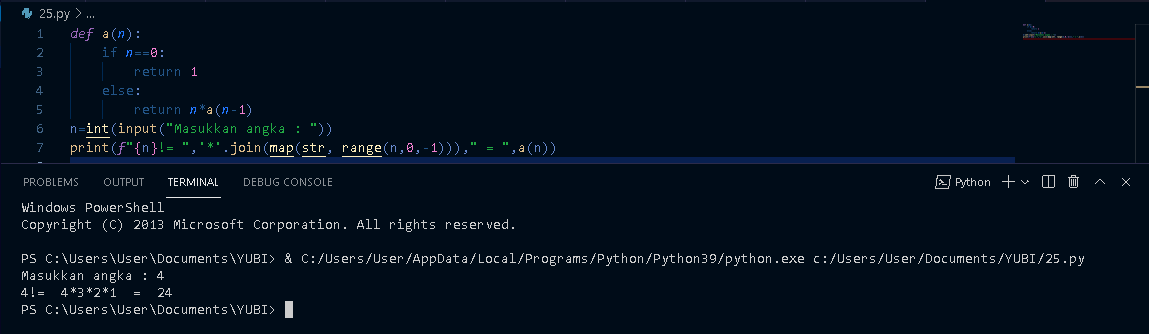 25.py > ...
1 def a(n):
2 if n==0:
3 return 1
4 else:
5 return n*a(n-1)
6 n=int(input("Masukkan angka : "))
7 print(f"{n}!= ",'*'.join(map(str, range(n,0,-1)))," = ",a(n))
PROBLEMS OUTPUT TERMINAL DEBUG CONSOLE Python
Windows PowerShell
Copyright (C) 2013 Microsoft Corporation. All rights reserved.
PS C:\Users\User\Documents\YUBI> & C:/Users/User/AppData/Local/Programs/Python/Python39/python.exe c:/Users/User/Documents/YUBI/25.py
Masukkan angka : 4
4!=  4*3*2*1  =  24
PS C:\Users\User\Documents\YUBI>